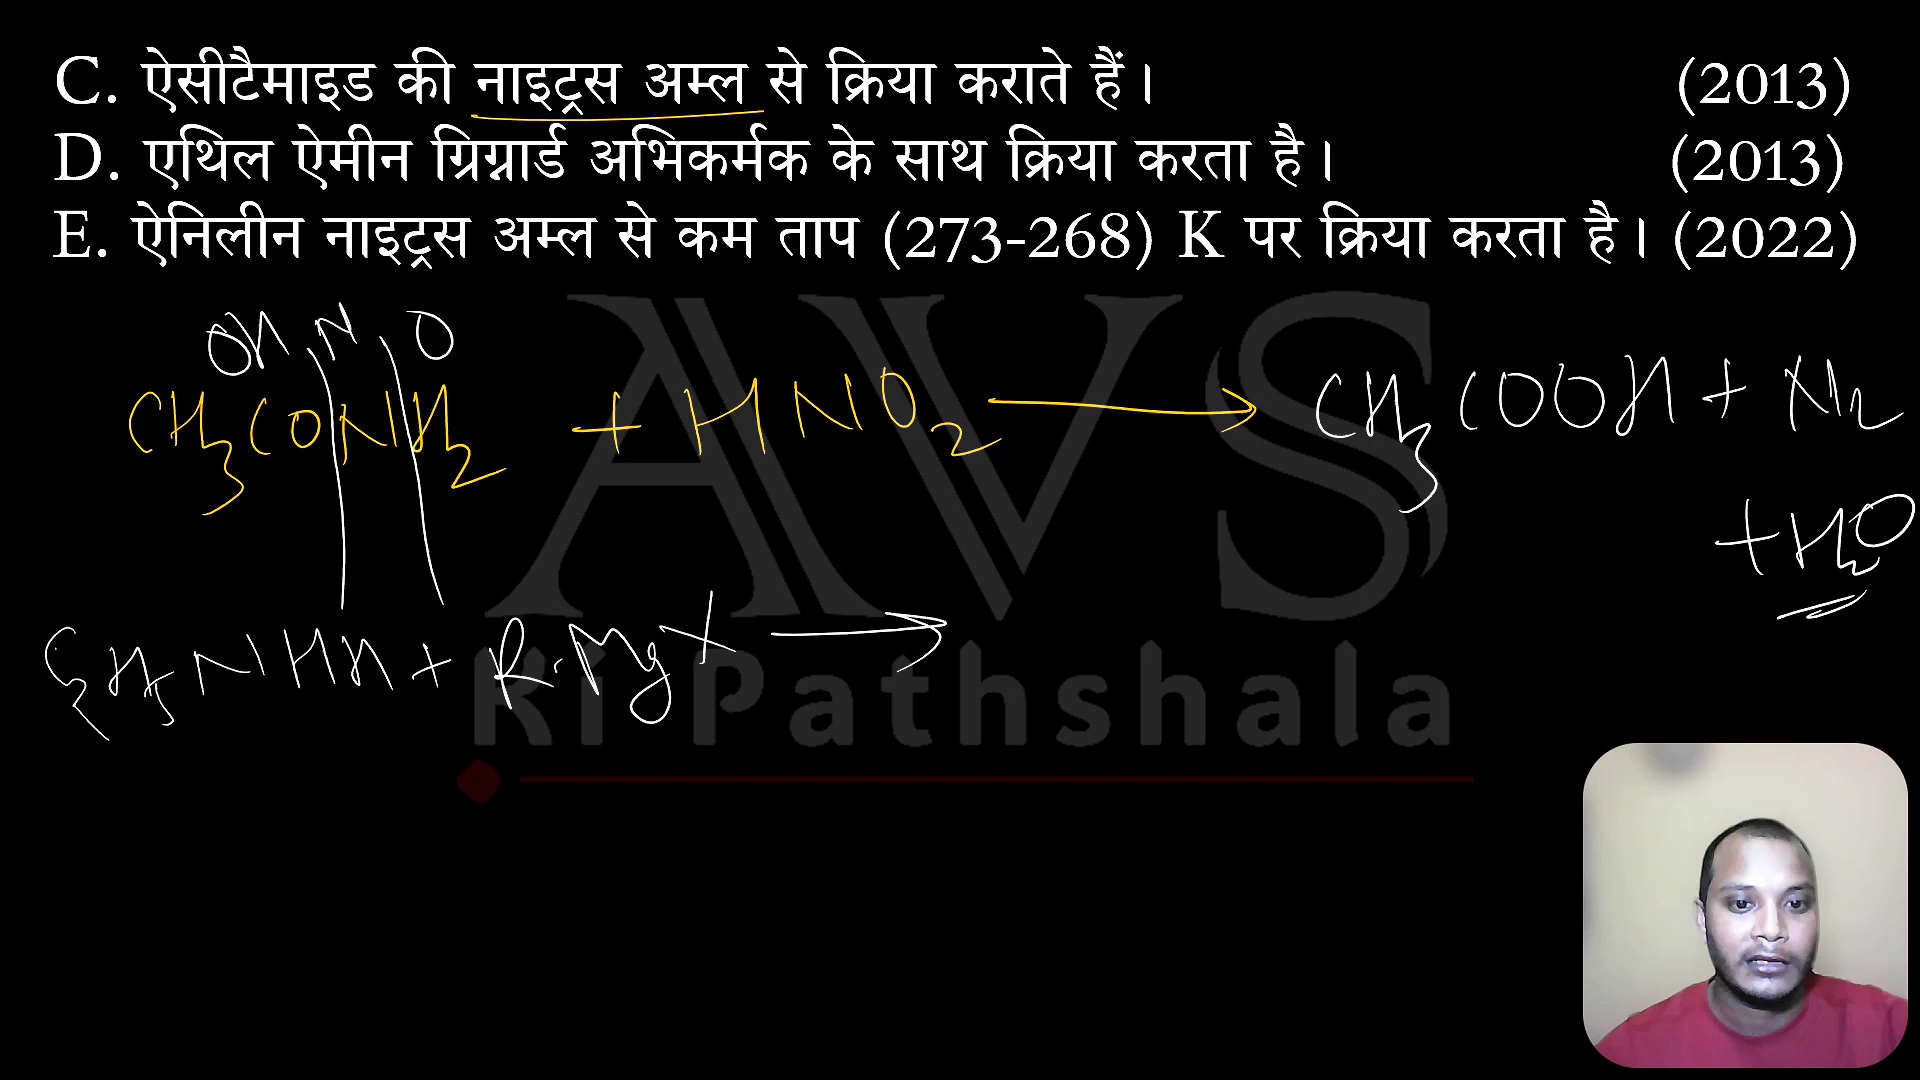 C. ऐसीटैमाइड की नाइट्रस अम्ल से क्रिया कराते हैं। (2013)
D. एथिल ऐमीन ग्रिग्नार्ड अभिकर्मक के साथ क्रिया करता है। (2013)
E. ऐनिलीन नाइट्रस अम्ल से कम ताप (273-268) K पर क्रिया करता है। (2022)
OH N O
CH3CONH2 + HNO2 → CH3COOH + N2
+ H2O
C2H5NHH + R-MgX →
AVS
Ki Pathshala